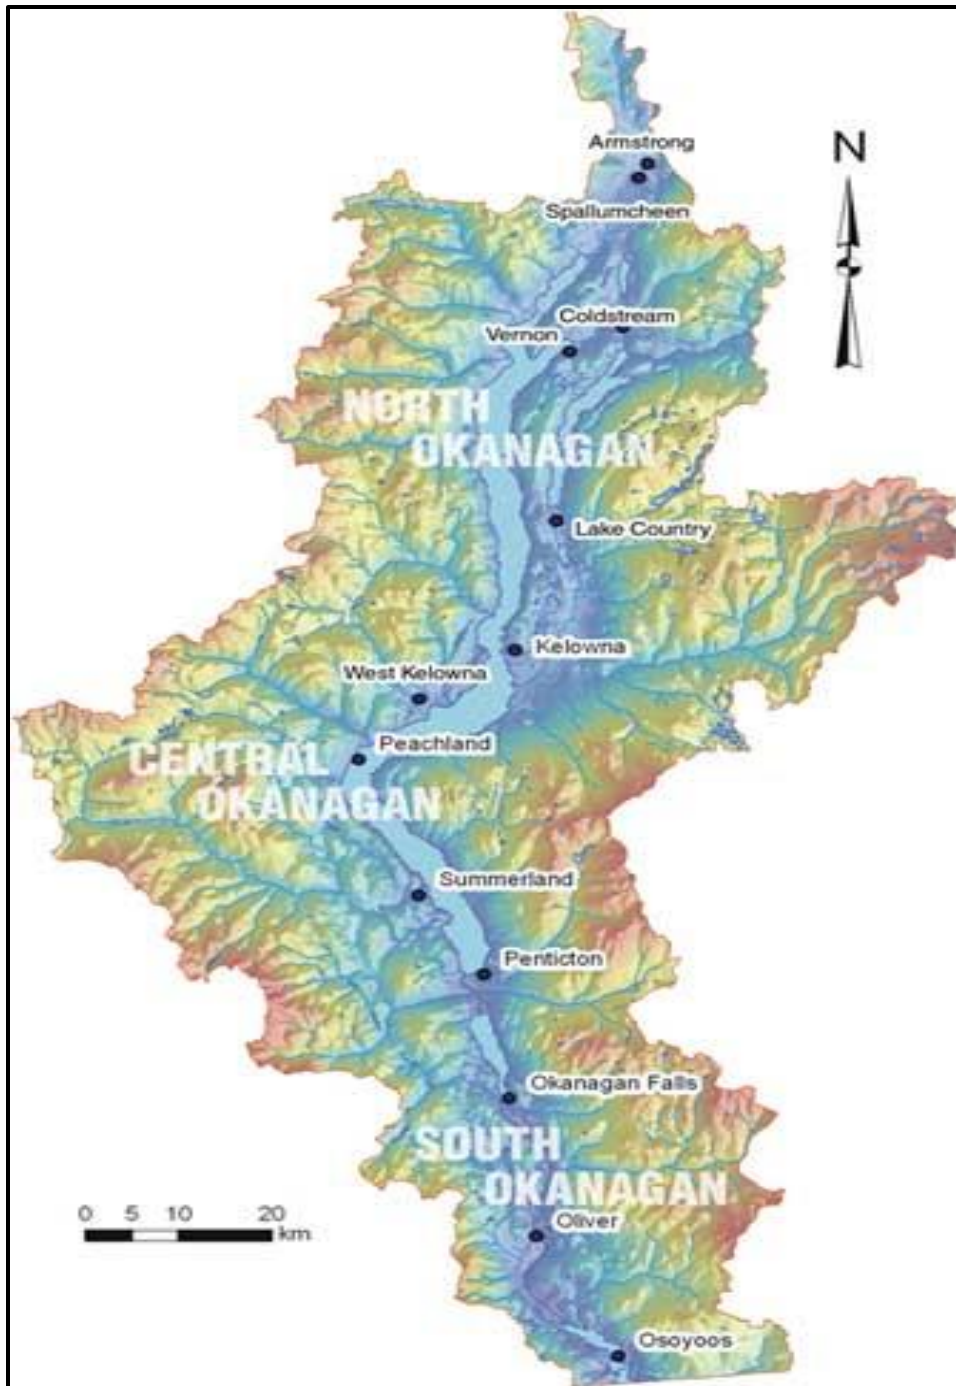 N
Armstrong
Spallumcheen
Coldstream
Vernon
NORTH
OKANAGAN
Lake Country
Kelowna
West Kelowna
Peachland
CENTRAL
OKANAGAN
Summerland
Penticton
Okanagan Falls
SOUTH
OKANAGAN
0 5 10 20
km
Oliver
Osoyoos